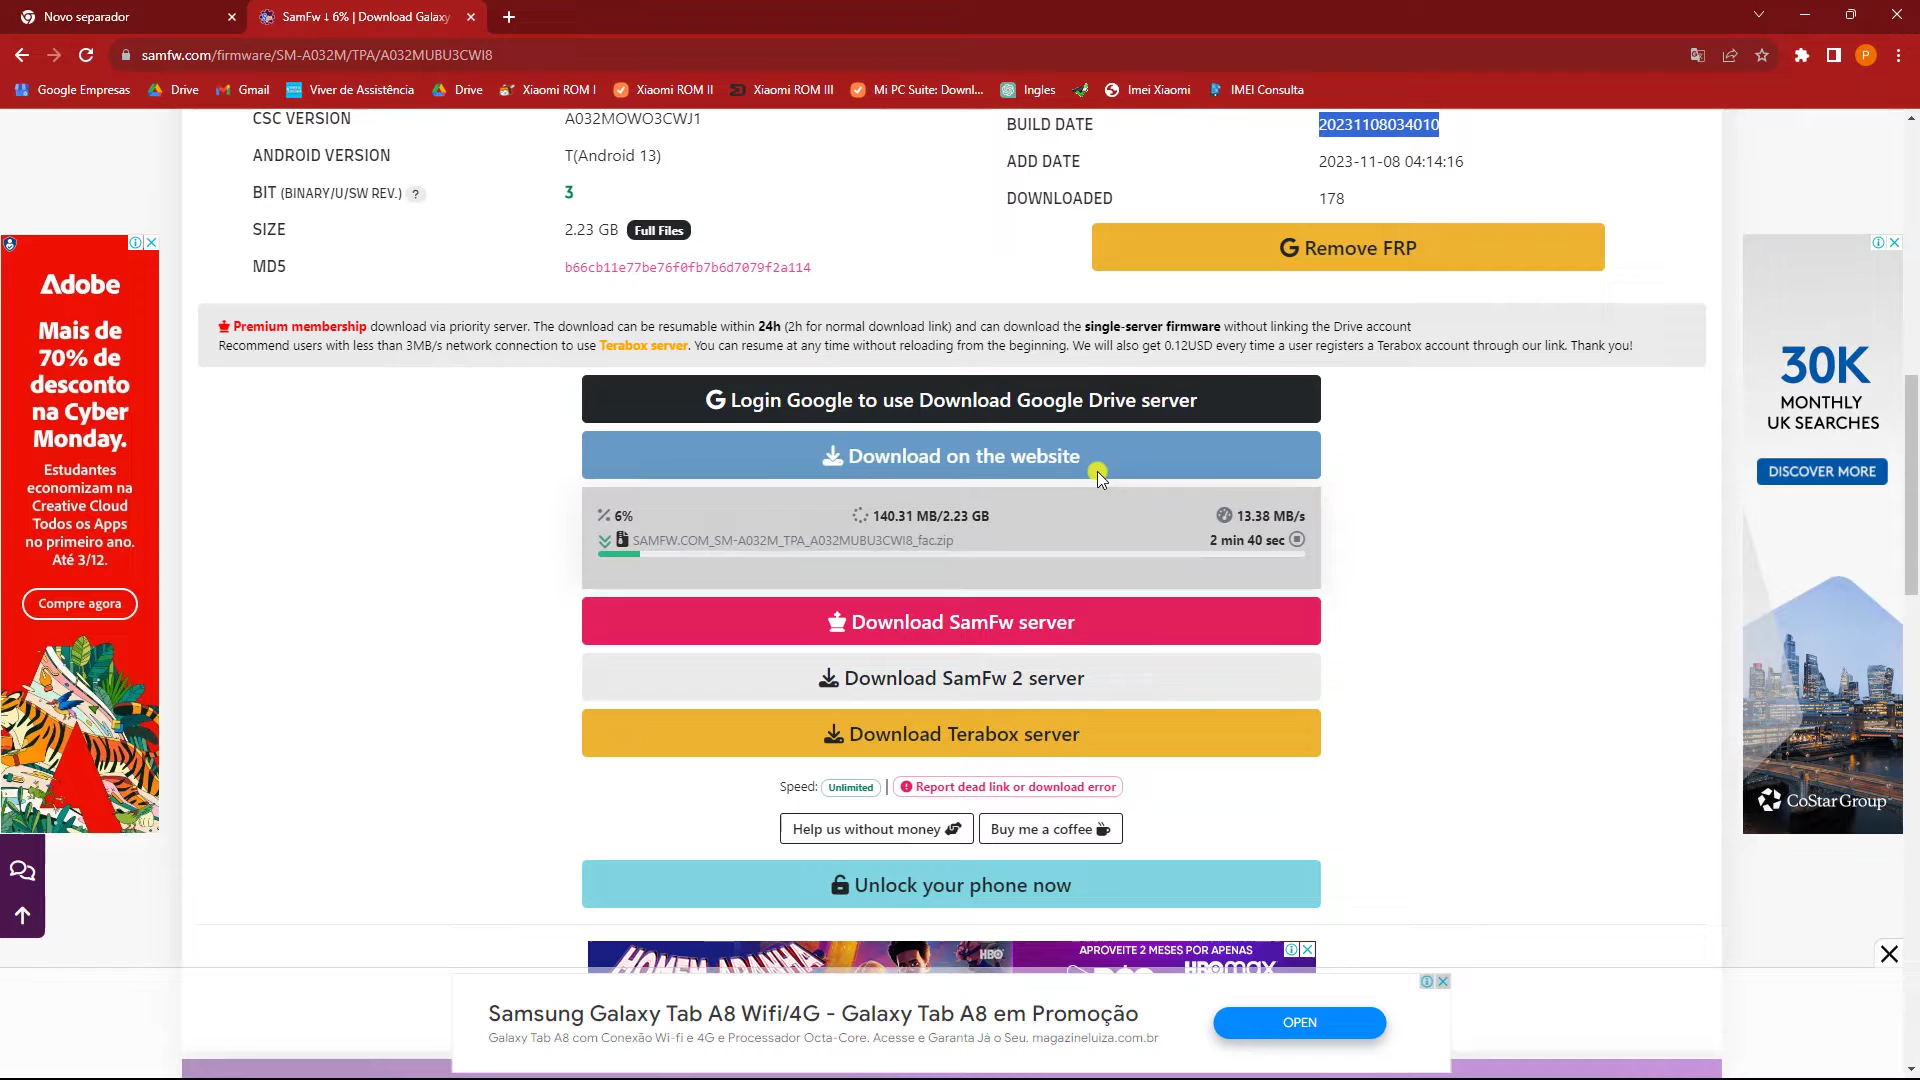 Novo separador
SamFw ↓ 6% | Download Galaxy
samfw.com/firmware/SM-A032M/TPA/A032MUBU3CWI8
P
Google Empresas
Drive
Gmail
Viver de Assistência
Drive
Xiaomi ROM I
Xiaomi ROM II
Xiaomi ROM III
Mi PC Suite: Downl...
Ingles
Imei Xiaomi
IMEI Consulta
CSC VERSION A032MOWO3CWJ1
ANDROID VERSION T(Android 13)
BIT (BINARY/U/SW REV.) ? 3
SIZE 2.23 GB Full Files
MD5 b66cb11e77be76f0fb7b6d7079f2a114
BUILD DATE 20231108034010
ADD DATE 2023-11-08 04:14:16
DOWNLOADED 178
Remove FRP
Premium membership download via priority server. The download can be resumable within 24h (2h for normal download link) and can download the single-server firmware without linking the Drive account
Recommend users with less than 3MB/s network connection to use Terabox server. You can resume at any time without reloading from the beginning. We will also get 0.12USD every time a user registers a Terabox account through our link. Thank you!
Login Google to use Download Google Drive server
Download on the website
6% 140.31 MB/2.23 GB 13.38 MB/s
SAMFW.COM_SM-A032M_TPA_A032MUBU3CWI8_fac.zip 2 min 40 sec
Download SamFw server
Download SamFw 2 server
Download Terabox server
Speed: Unlimited | Report dead link or download error
Help us without money
Buy me a coffee
Unlock your phone now
Adobe
Mais de
70% de
desconto
na Cyber
Monday.
Estudantes
economizam na
Creative Cloud
Todos os Apps
no primeiro ano.
Até 3/12.
Compre agora
30K
MONTHLY
UK SEARCHES
DISCOVER MORE
CoStar Group
HOMEM ARANHA
HBO
APROVEITE 2 MESES POR APENAS
HBOmax
Samsung Galaxy Tab A8 Wifi/4G - Galaxy Tab A8 em Promoção
Galaxy Tab A8 com Conexão Wi-fi e 4G e Processador Octa-Core. Acesse e Garanta Já o Seu. magazineluiza.com.br
OPEN